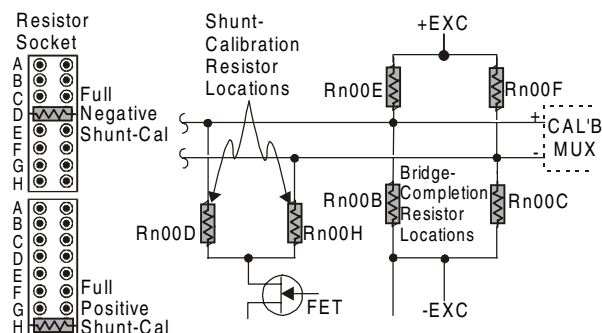 Resistor
Socket
A
B
C
D
E
F
G
H
Full
Negative
Shunt-Cal
A
B
C
D
E
F
G
H
Full
Positive
Shunt-Cal
Shunt-
Calibration
Resistor
Locations
Rn00D
Rn00H
FET
+EXC
Rn00E
Rn00F
+
-
CAL'B
MUX
Rn00B
Bridge-
Completion
Resistor
Locations
Rn00C
-EXC